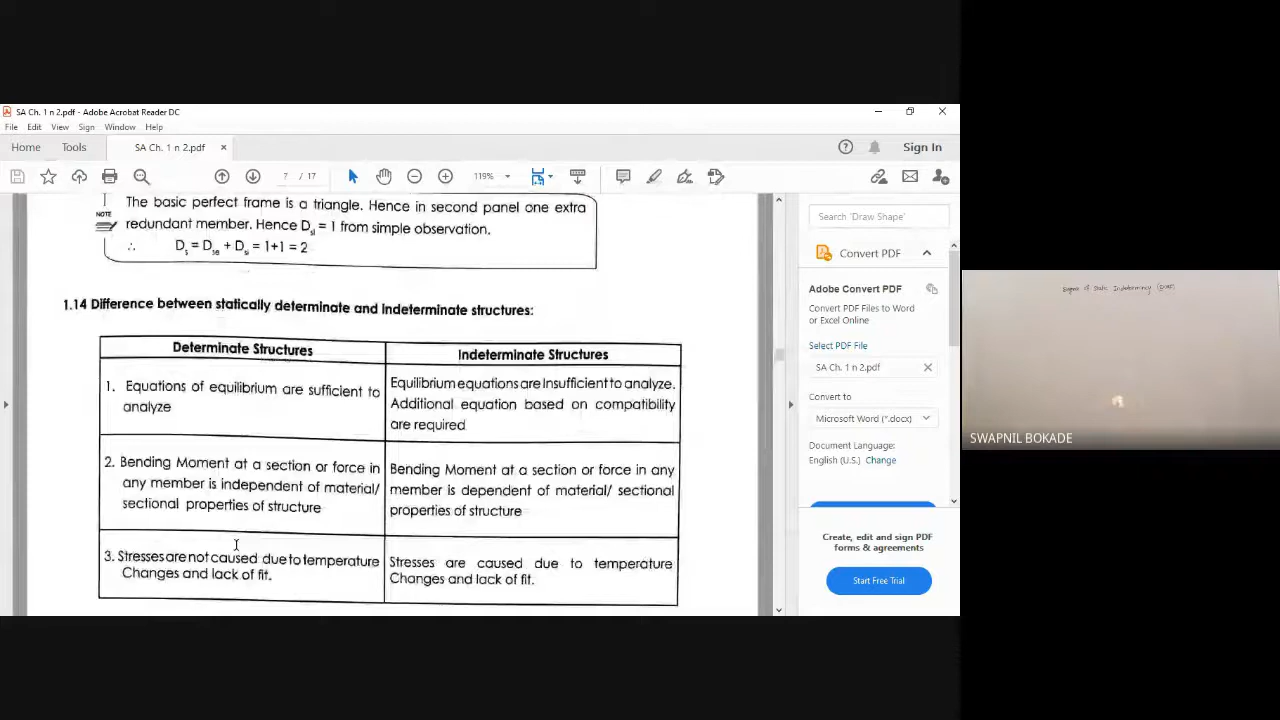 SA Ch. 1 n 2.pdf - Adobe Acrobat Reader DC
File Edit View Sign Window Help
Home Tools SA Ch. 1 n 2.pdf × Sign In
7 / 17 119%
The basic perfect frame is a triangle. Hence in second panel one extra
NOTE
redundant member. Hence Dsi = 1 from simple observation.
∴ Ds = Dse + Dsi = 1+1 = 2
1.14 Difference between statically determinate and indeterminate structures:
Determinate Structures
Indeterminate Structures
1. Equations of equilibrium are sufficient to
analyze
Equilibrium equations are Insufficient to analyze.
Additional equation based on compatibility
are required
2. Bending Moment at a section or force in
any member is independent of material/
sectional properties of structure
Bending Moment at a section or force in any
member is dependent of material/ sectional
properties of structure
3. Stresses are not caused due to temperature
Changes and lack of fit.
Stresses are caused due to temperature
Changes and lack of fit.
Search 'Draw Shape'
Convert PDF
Adobe Convert PDF
Convert PDF Files to Word
or Excel Online
Select PDF File
SA Ch. 1 n 2.pdf
Convert to
Microsoft Word (*.docx)
Document Language:
English (U.S.) Change
Create, edit and sign PDF
forms & agreements
Start Free Trial
of Static Indeterminacy
SWAPNIL BOKADE